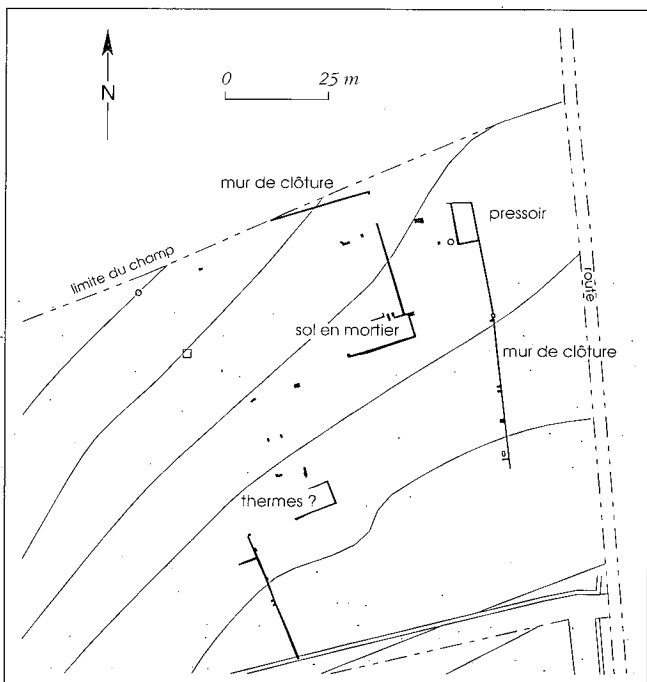 N
0 25 m
mur de clôture
pressoir
limite du champ
route
sol en mortier
mur de clôture
thermes ?